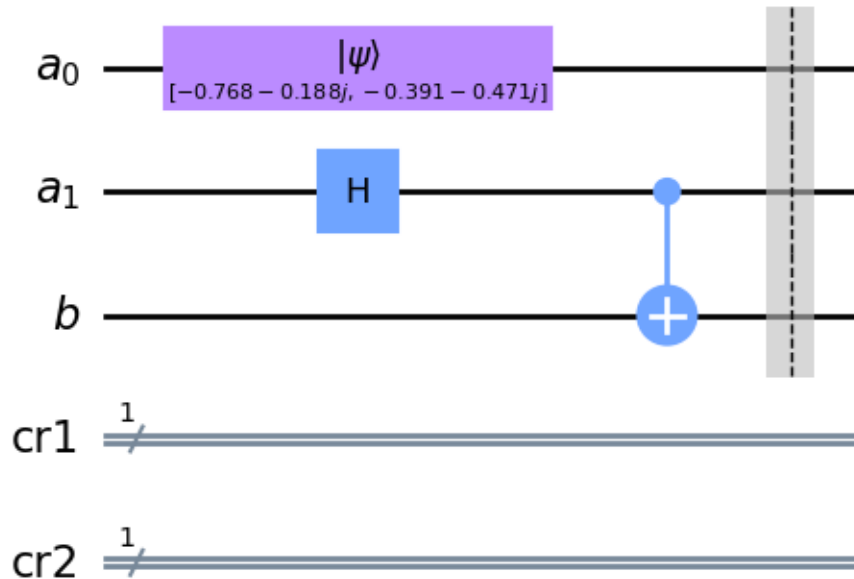 a₀
|ψ⟩
[−0.768 − 0.188j, −0.391 − 0.471j]
a₁
H
b
1
cr1
1
cr2